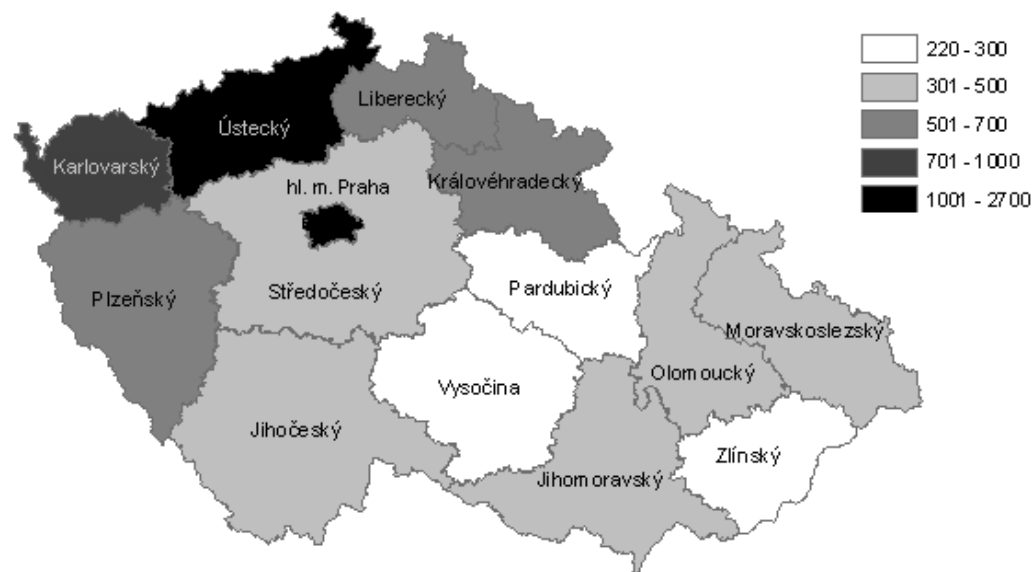 220 - 300
301 - 500
501 - 700
701 - 1000
1001 - 2700
Liberecký
Ústecký
Karlovarský
hl. m. Praha
Královéhradecký
Plzeňský
Středočeský
Pardubický
Moravskoslezský
Olomoucký
Vysočina
Jihočeský
Zlínský
Jihomoravský